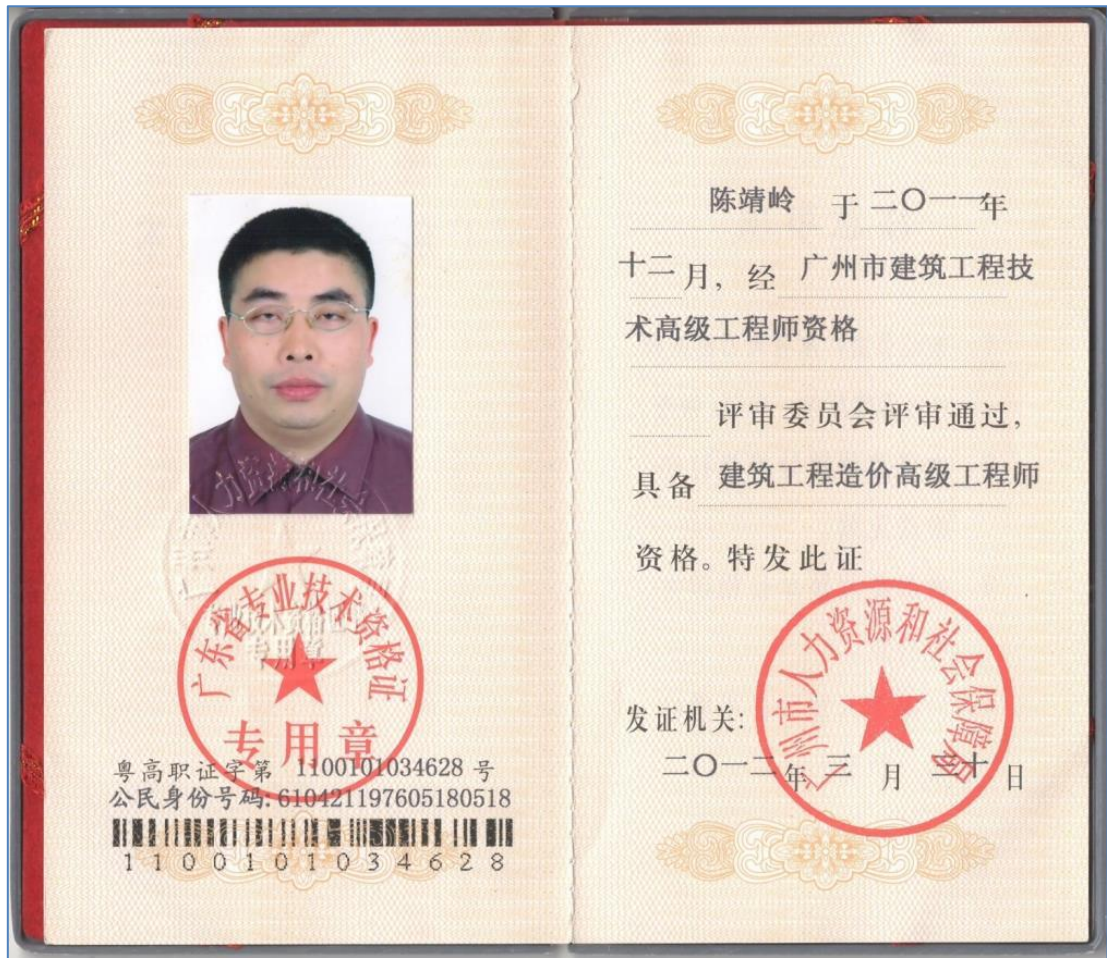 广东省专业技术资格证
专用章
粤高职证字第 1100101034628 号
公民身份号码: 610421197605180518
1100101034628
陈靖岭 于 二〇一一年
十二月, 经 广州市建筑工程技
术高级工程师资格
评审委员会评审通过,
具备 建筑工程造价高级工程师
资格。特发此证
广州市人力资源和社会保障局
发证机关:
二〇一二年 三 月 二十 日